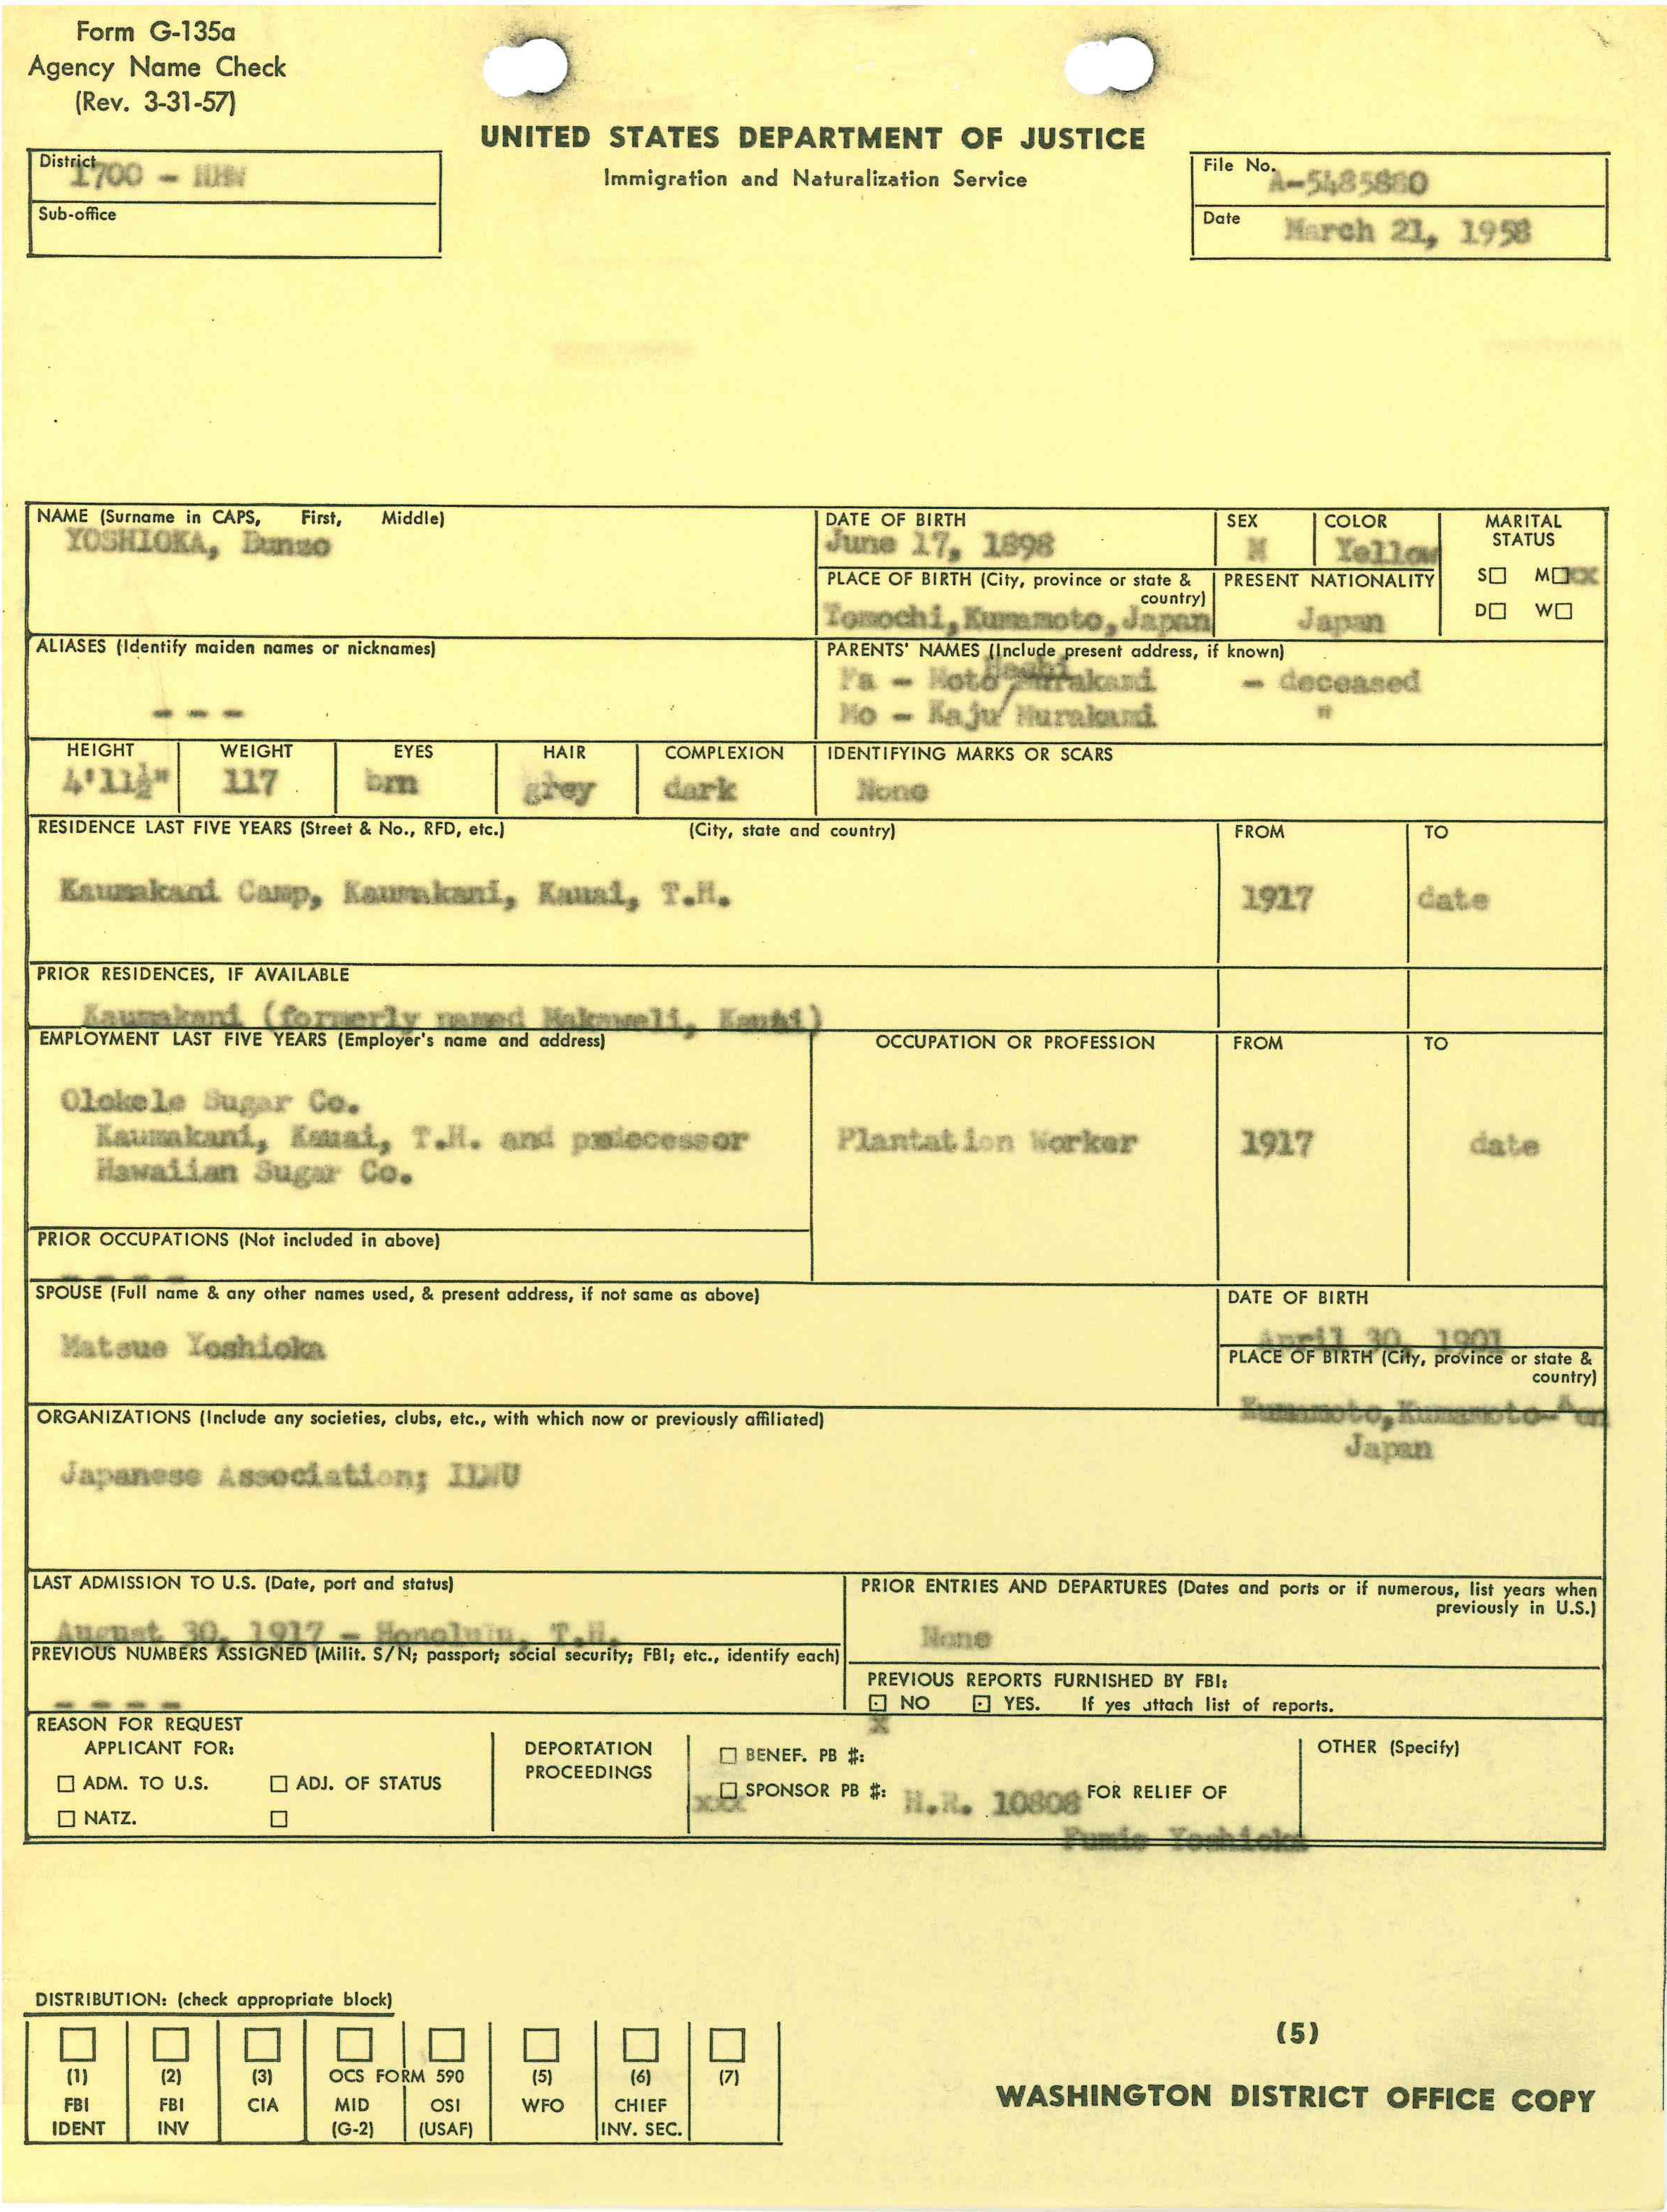 Form G-135a
Agency Name Check
(Rev. 3-31-57)
UNITED STATES DEPARTMENT OF JUSTICE
Immigration and Naturalization Service
District
1700 -
Sub-office
File No.
A-5485880
Date
March 21, 1958
NAME (Surname in CAPS, First, Middle)
YOSHIOKA, Bunzo
DATE OF BIRTH
June 17, 1898
SEX
M
COLOR
Yellow
MARITAL STATUS
S☐ M☐XX
D☐ W☐
PLACE OF BIRTH (City, province or state & country)
Tomochi, Kumamoto, Japan
PRESENT NATIONALITY
Japan
ALIASES (Identify maiden names or nicknames)
- - -
PARENTS' NAMES (Include present address, if known)
Fa - Moto Murakami - deceased
Mo - Kaju Murakami "
HEIGHT
4'11½"
WEIGHT
117
EYES
brn
HAIR
grey
COMPLEXION
dark
IDENTIFYING MARKS OR SCARS
None
RESIDENCE LAST FIVE YEARS (Street & No., RFD, etc.) (City, state and country)
FROM
TO
Kaumakani Camp, Kaumakani, Kauai, T.H.
1917
date
PRIOR RESIDENCES, IF AVAILABLE
Kaumakani (formerly named Makaweli, Kauai)
EMPLOYMENT LAST FIVE YEARS (Employer's name and address)
OCCUPATION OR PROFESSION
FROM
TO
Olokele Sugar Co.
Kaumakani, Kauai, T.H. and
Hawaiian Sugar Co.
Plantation Worker
1917
date
PRIOR OCCUPATIONS (Not included in above)
- - - -
SPOUSE (Full name & any other names used, & present address, if not same as above)
Matsue Yoshioka
DATE OF BIRTH
April 30, 1901
PLACE OF BIRTH (City, province or state & country)
Kumamoto, Kumamoto-Ken
Japan
ORGANIZATIONS (Include any societies, clubs, etc., with which now or previously affiliated)
Japanese Association; ILWU
LAST ADMISSION TO U.S. (Date, port and status)
August 30, 1917 - Honolulu, T.H.
PRIOR ENTRIES AND DEPARTURES (Dates and ports or if numerous, list years when previously in U.S.)
None
PREVIOUS NUMBERS ASSIGNED (Milit. S/N; passport; social security; FBI; etc., identify each)
- - - -
PREVIOUS REPORTS FURNISHED BY FBI:
☐ NO ☐ YES. If yes attach list of reports.
X
REASON FOR REQUEST
APPLICANT FOR:
☐ ADM. TO U.S. ☐ ADJ. OF STATUS
☐ NATZ. ☐
DEPORTATION PROCEEDINGS
☐ BENEF. PB #:
xxx ☐ SPONSOR PB #: H.R. 10808 FOR RELIEF OF
Fumio Yoshioka
OTHER (Specify)
DISTRIBUTION: (check appropriate block)
(1) FBI IDENT
(2) FBI INV
(3) CIA
OCS FORM 590
MID (G-2)
OSI (USAF)
(5) WFO
(6) CHIEF INV. SEC.
(7)
(5)
WASHINGTON DISTRICT OFFICE COPY